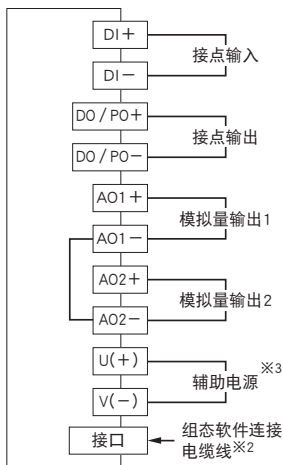 DI+
接点输入
DI−
DO/PO+
接点输出
DO/PO−
AO1+
模拟量输出1
AO1−
AO2+
模拟量输出2
AO2−
U(+)
辅助电源※3
V(−)
接口
组态软件连接
电缆线※2